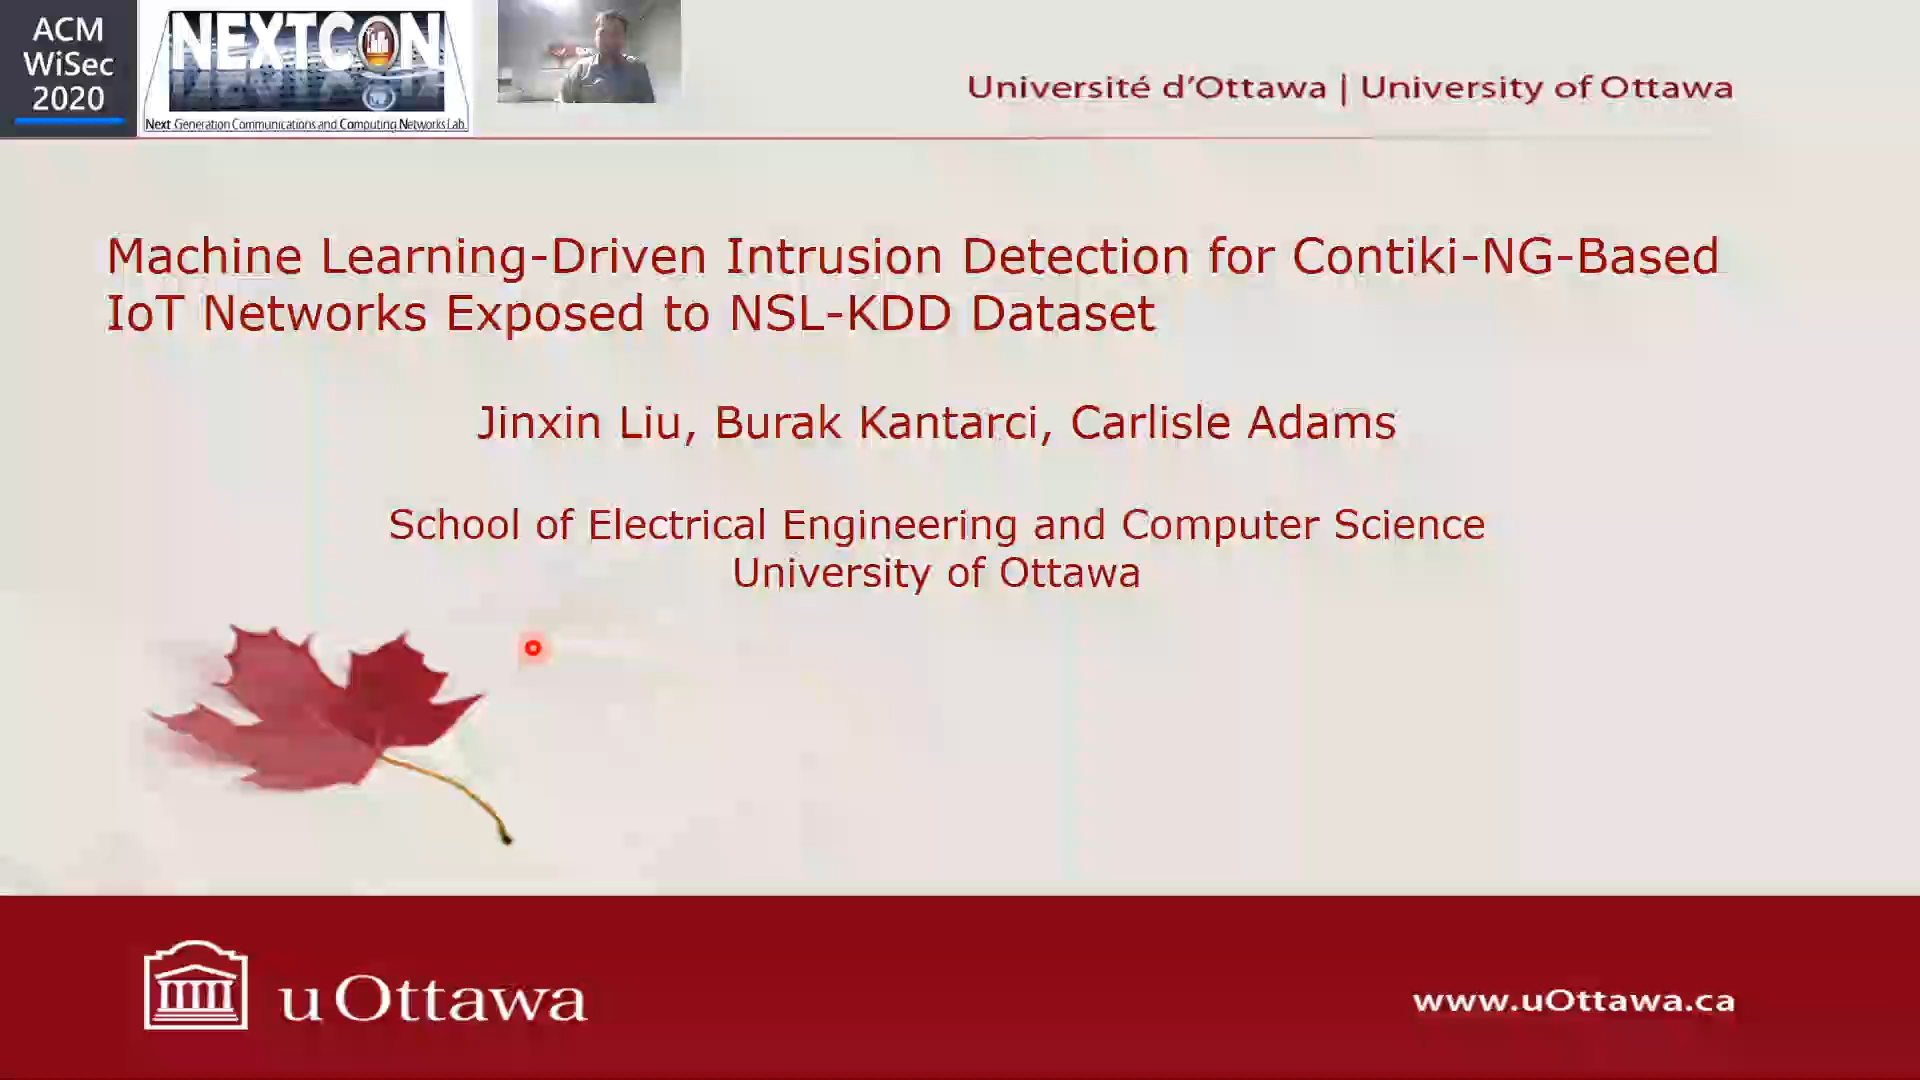 ACM
WiSec
2020
NEXTCON
Next Generation Communications and Computing Networks Lab
Université d'Ottawa | University of Ottawa
Machine Learning-Driven Intrusion Detection for Contiki-NG-Based
IoT Networks Exposed to NSL-KDD Dataset
Jinxin Liu, Burak Kantarci, Carlisle Adams
School of Electrical Engineering and Computer Science
University of Ottawa
uOttawa
www.uOttawa.ca